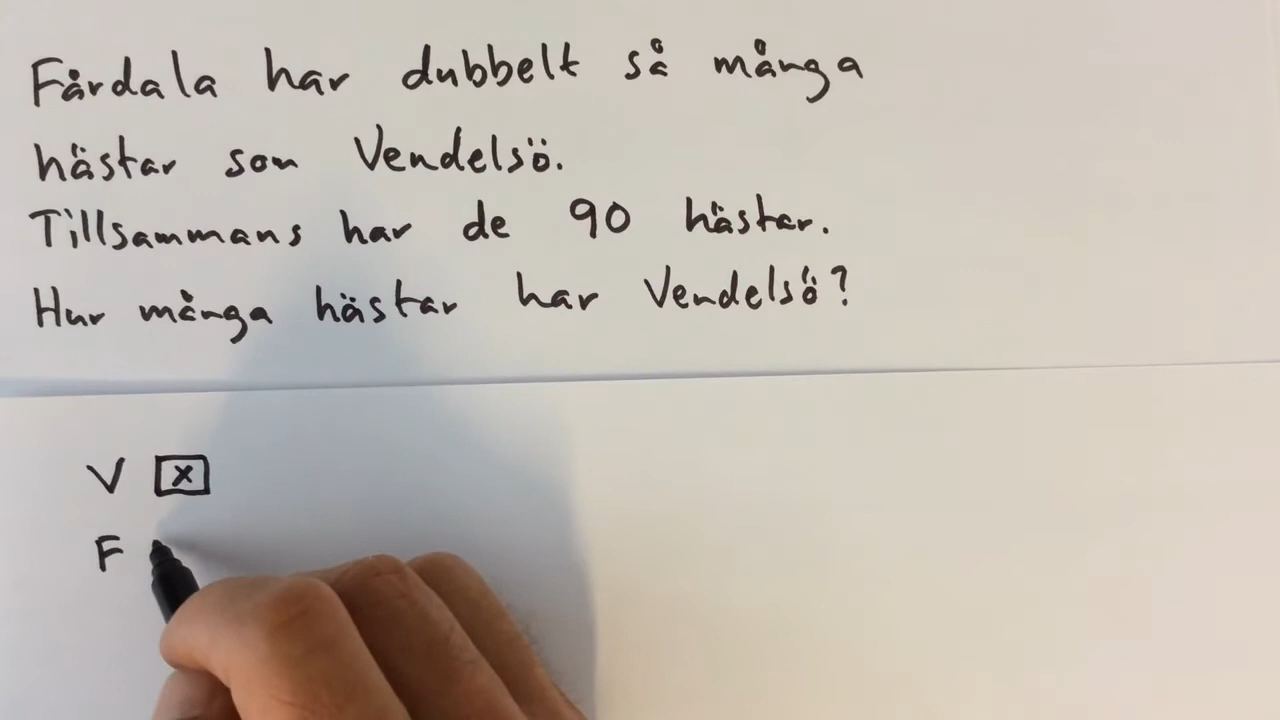 Fårdala har dubbelt så många
hästar som Vendelsö.
Tillsammans har de 90 hästar.
Hur många hästar har Vendelsö?
V x
F